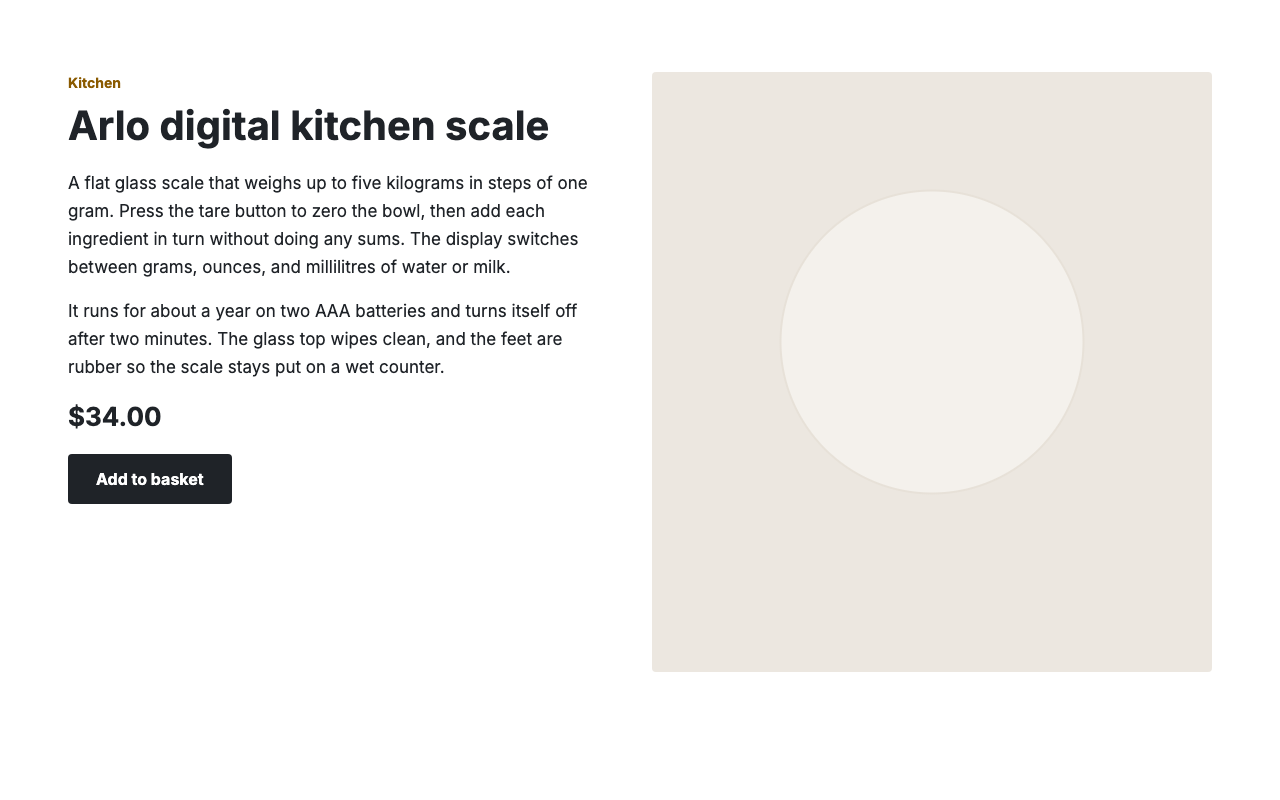 Kitchen
Arlo digital kitchen scale
A flat glass scale that weighs up to five kilograms in steps of one
gram. Press the tare button to zero the bowl, then add each
ingredient in turn without doing any sums. The display switches
between grams, ounces, and millilitres of water or milk.
It runs for about a year on two AAA batteries and turns itself off
after two minutes. The glass top wipes clean, and the feet are
rubber so the scale stays put on a wet counter.
$34.00
Add to basket